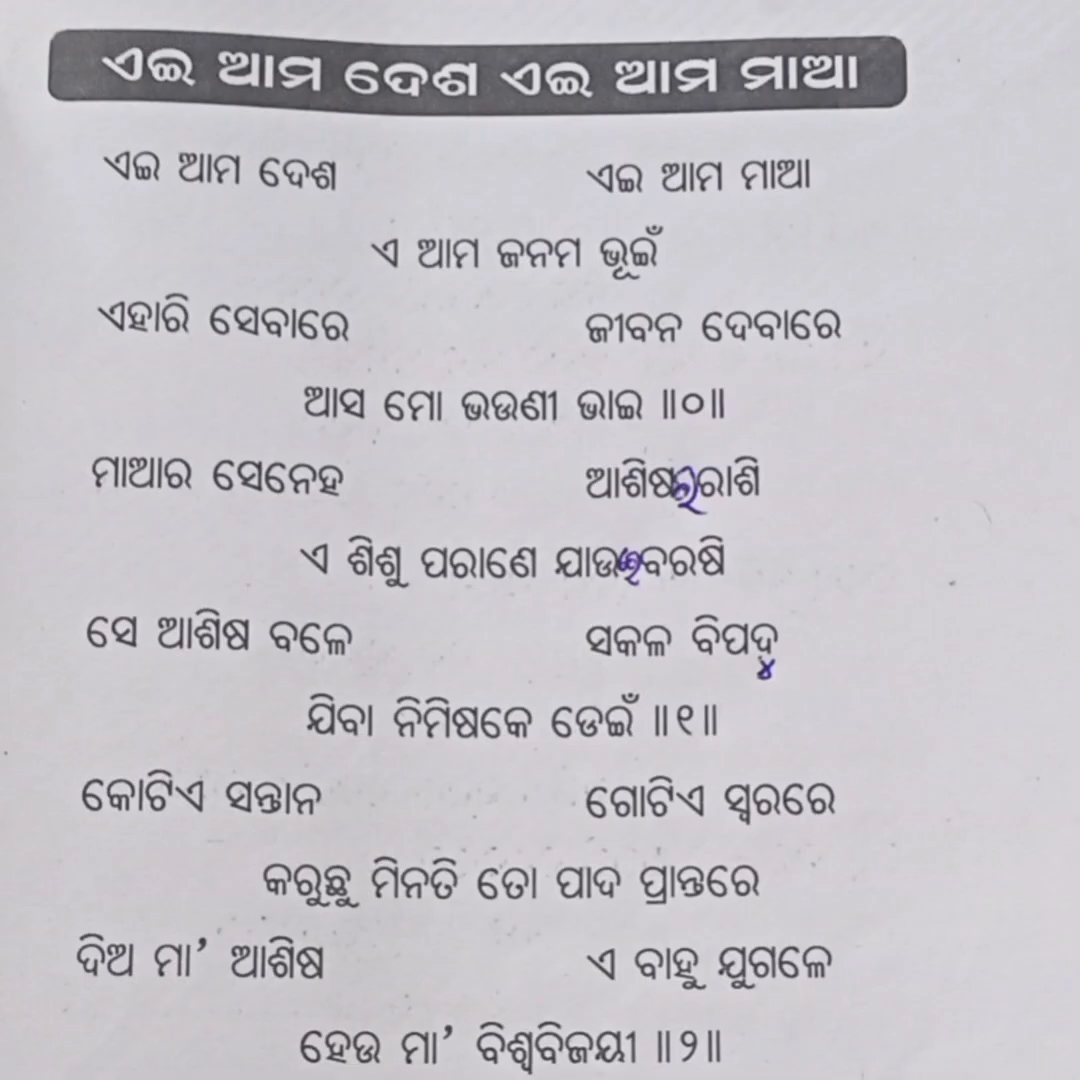 ଏଇ ଆମ ଦେଶ ଏଇ ଆମ ମାଆ
ଏଇ ଆମ ଦେଶ ଏଇ ଆମ ମାଆ
ଏ ଆମ ଜନମ ଭୂଇଁ
ଏହାରି ସେବାରେ ଜୀବନ ଦେବାରେ
ଆସ ମୋ ଭଉଣୀ ଭାଇ ॥୦॥
ମାଆର ସେନେହ ଆଶିଷ ରାଶି
ଏ ଶିଶୁ ପରାଣେ ଯାଉ ବରଷି
ସେ ଆଶିଷ ବଳେ ସକଳ ବିପଦୁ
ଯିବା ନିମିଷକେ ଡେଇଁ ॥୧॥
କୋଟିଏ ସନ୍ତାନ ଗୋଟିଏ ସ୍ୱରରେ
କରୁଛୁ ମିନତି ତୋ ପାଦ ପ୍ରାନ୍ତରେ
ଦିଅ ମା’ ଆଶିଷ ଏ ବାହୁ ଯୁଗଳେ
ହେଉ ମା’ ବିଶ୍ୱବିଜୟୀ ॥୨॥